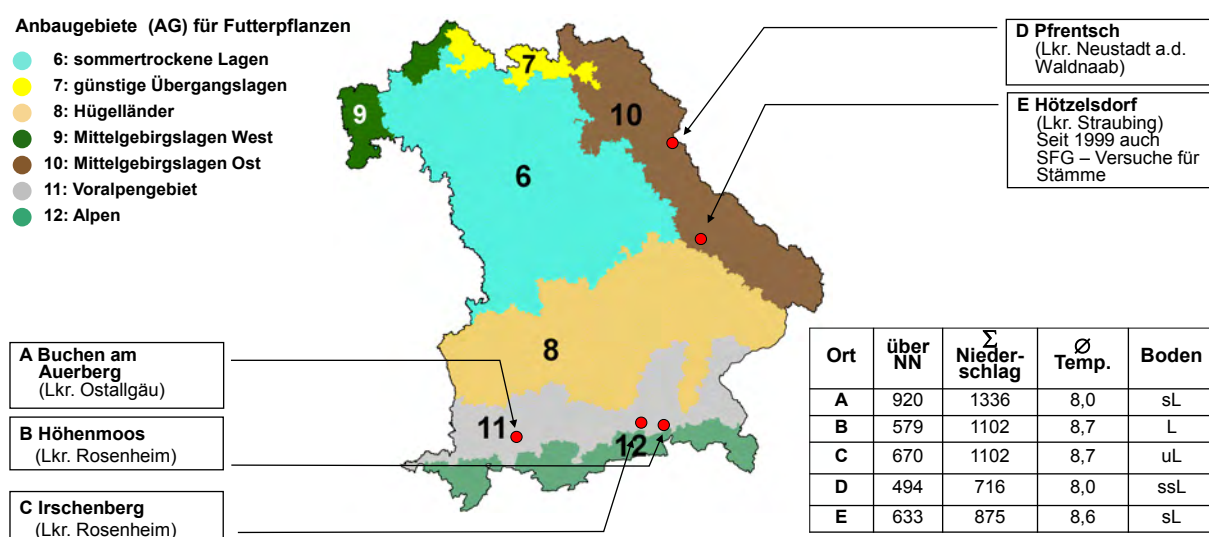 Anbaugebiete (AG) für Futterpflanzen
6: sommertrockene Lagen
7: günstige Übergangslagen
8: Hügelländer
9: Mittelgebirgslagen West
10: Mittelgebirgslagen Ost
11: Voralpengebiet
12: Alpen
7
9
10
6
8
11
12
D Pfrentsch
(Lkr. Neustadt a.d.
Waldnaab)
E Hötzelsdorf
(Lkr. Straubing)
Seit 1999 auch
SFG – Versuche für
Stämme
A Buchen am
Auerberg
(Lkr. Ostallgäu)
B Höhenmoos
(Lkr. Rosenheim)
C Irschenberg
(Lkr. Rosenheim)
Ort über NN Σ Nieder-schlag Ø Temp. Boden
A 920 1336 8,0 sL
B 579 1102 8,7 L
C 670 1102 8,7 uL
D 494 716 8,0 ssL
E 633 875 8,6 sL